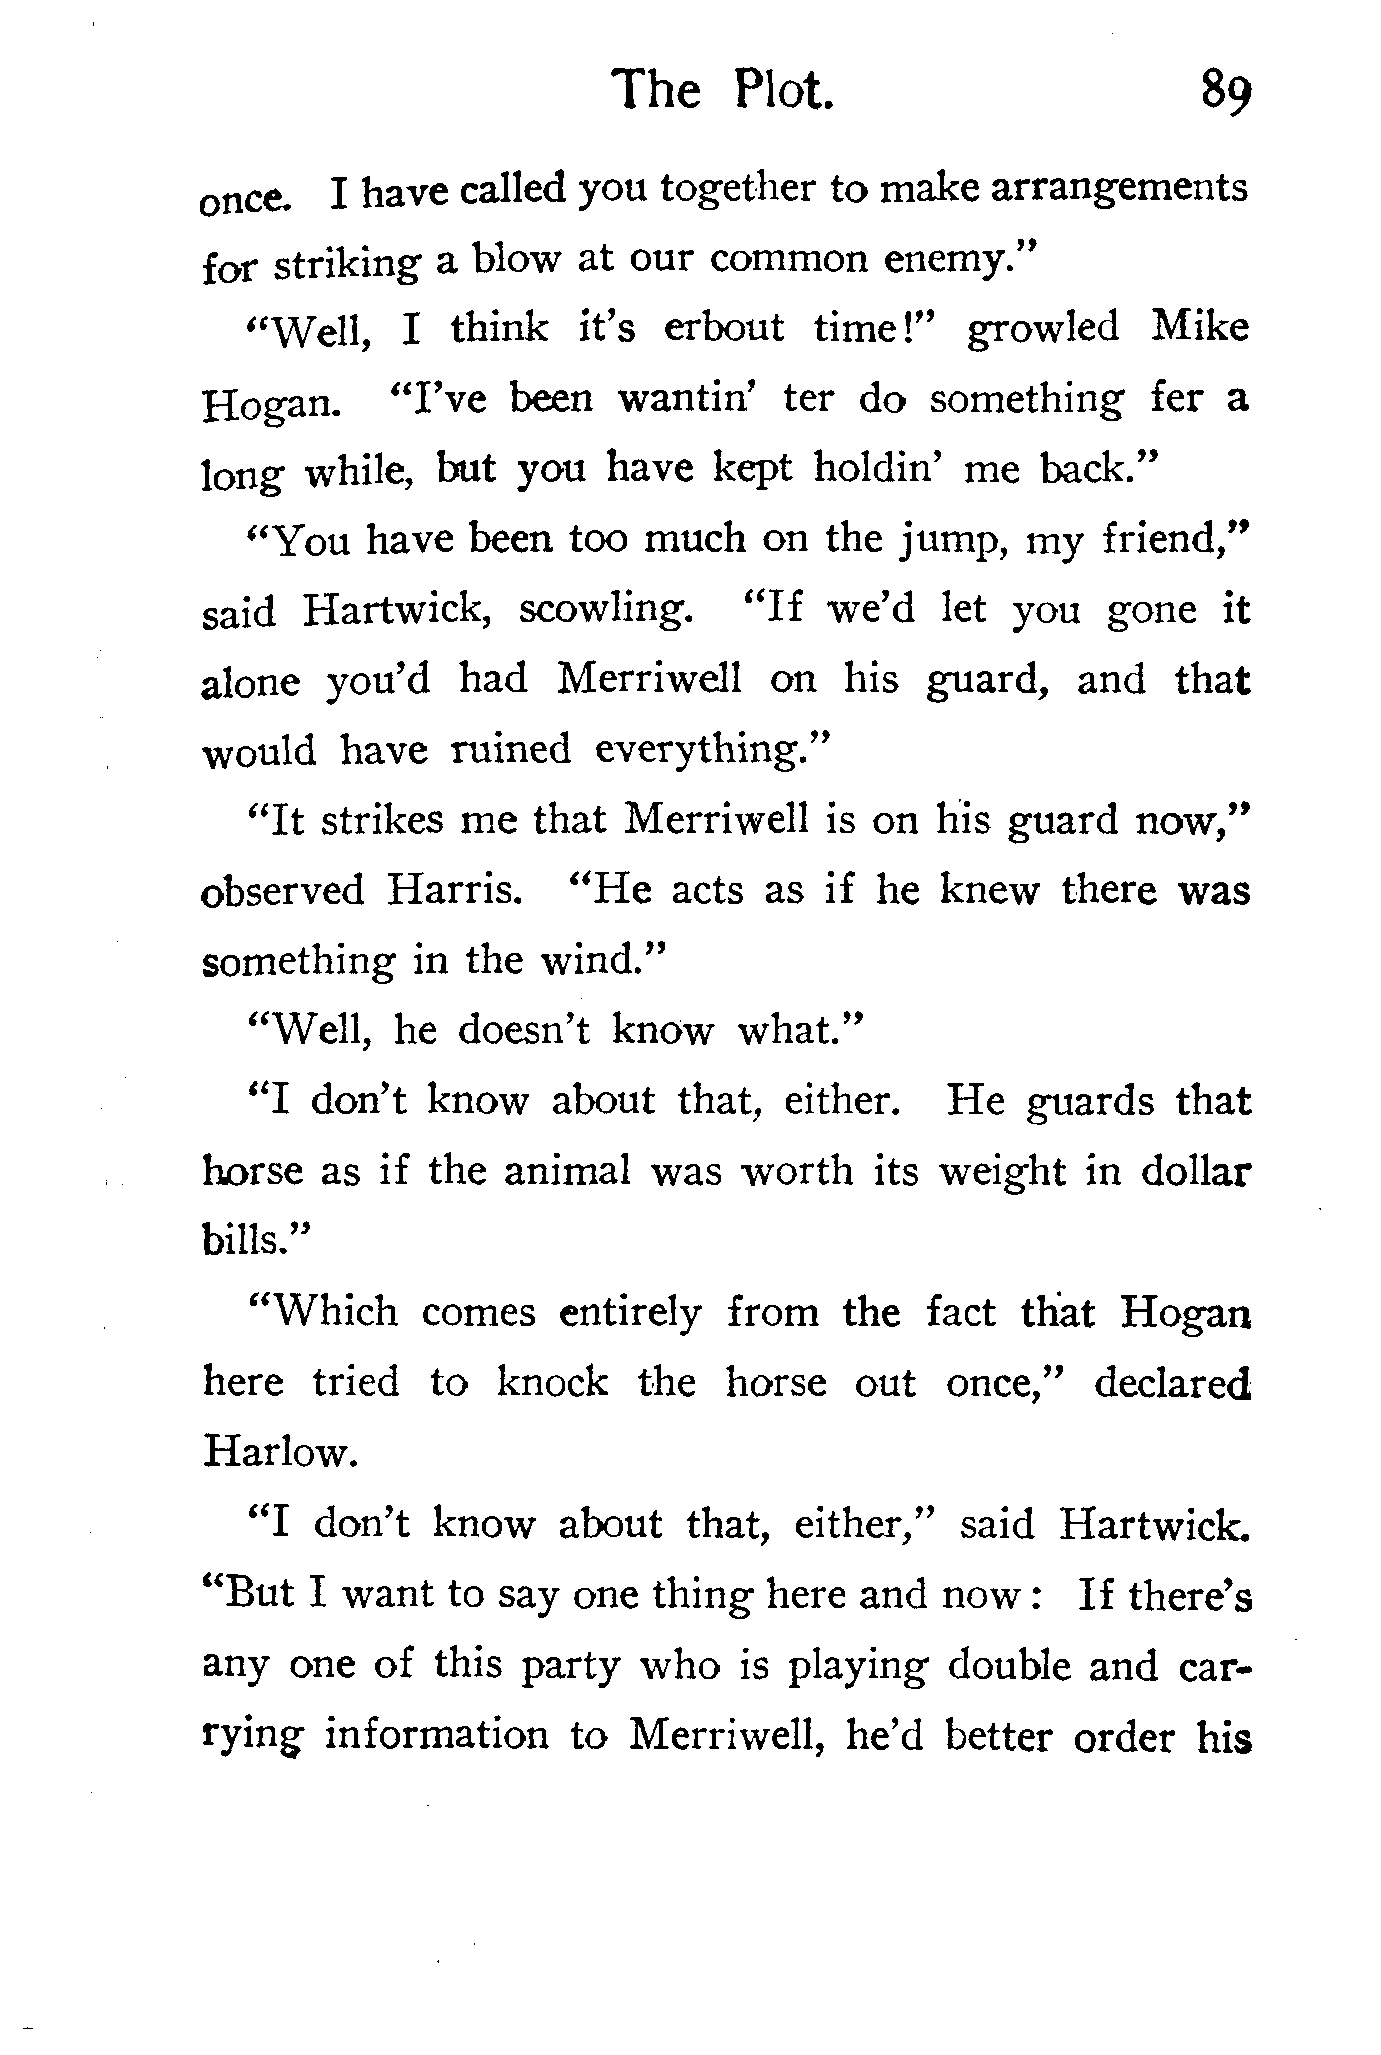 The Plot. 89
once. I have called you together to make arrangements
for striking a blow at our common enemy.”
“Well, I think it’s erbout time!” growled Mike
Hogan. “I’ve been wantin’ ter do something fer a
long while, but you have kept holdin’ me back.”
“You have been too much on the jump, my friend,”
said Hartwick, scowling. “If we’d let you gone it
alone you’d had Merriwell on his guard, and that
would have ruined everything.”
“It strikes me that Merriwell is on his guard now,”
observed Harris. “He acts as if he knew there was
something in the wind.”
“Well, he doesn’t know what.”
“I don’t know about that, either. He guards that
horse as if the animal was worth its weight in dollar
bills.”
“Which comes entirely from the fact that Hogan
here tried to knock the horse out once,” declared
Harlow.
“I don’t know about that, either,” said Hartwick.
“But I want to say one thing here and now: If there’s
any one of this party who is playing double and car-
rying information to Merriwell, he’d better order his